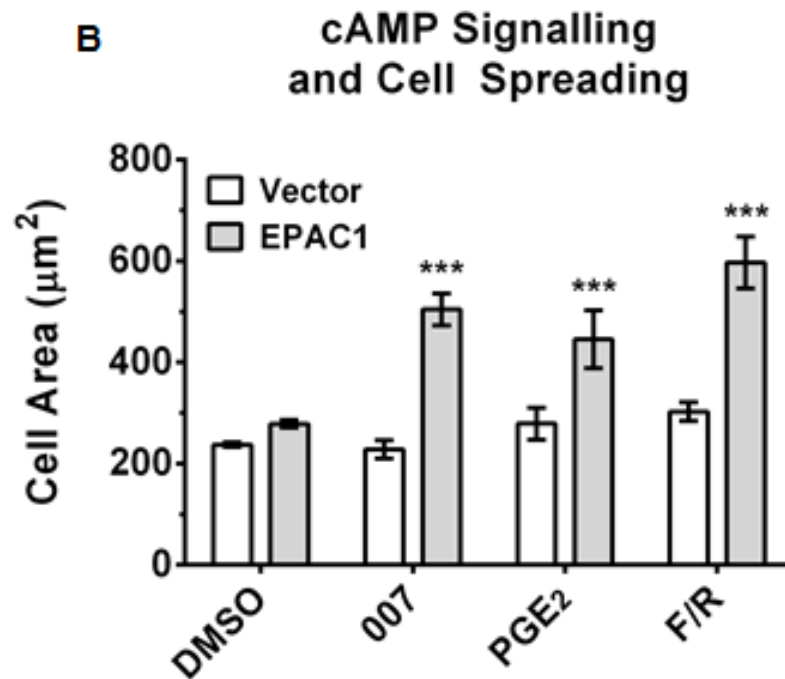 B
cAMP Signalling
and Cell Spreading
Cell Area (μm²)
800
600
400
200
0
Vector
EPAC1
***
***
***
DMSO
007
PGE₂
F/R